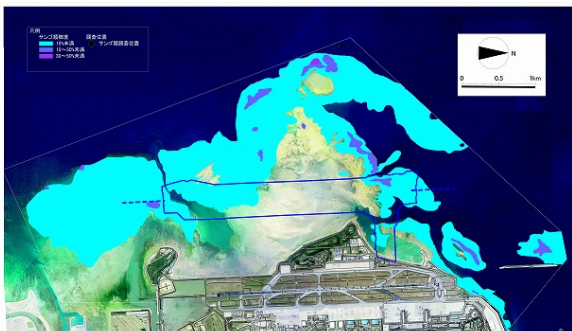 凡例
サンゴ類被度 調査位置
10%未満 サンゴ類調査位置
10~30%未満
30~50%未満
N
0 0.5 1km